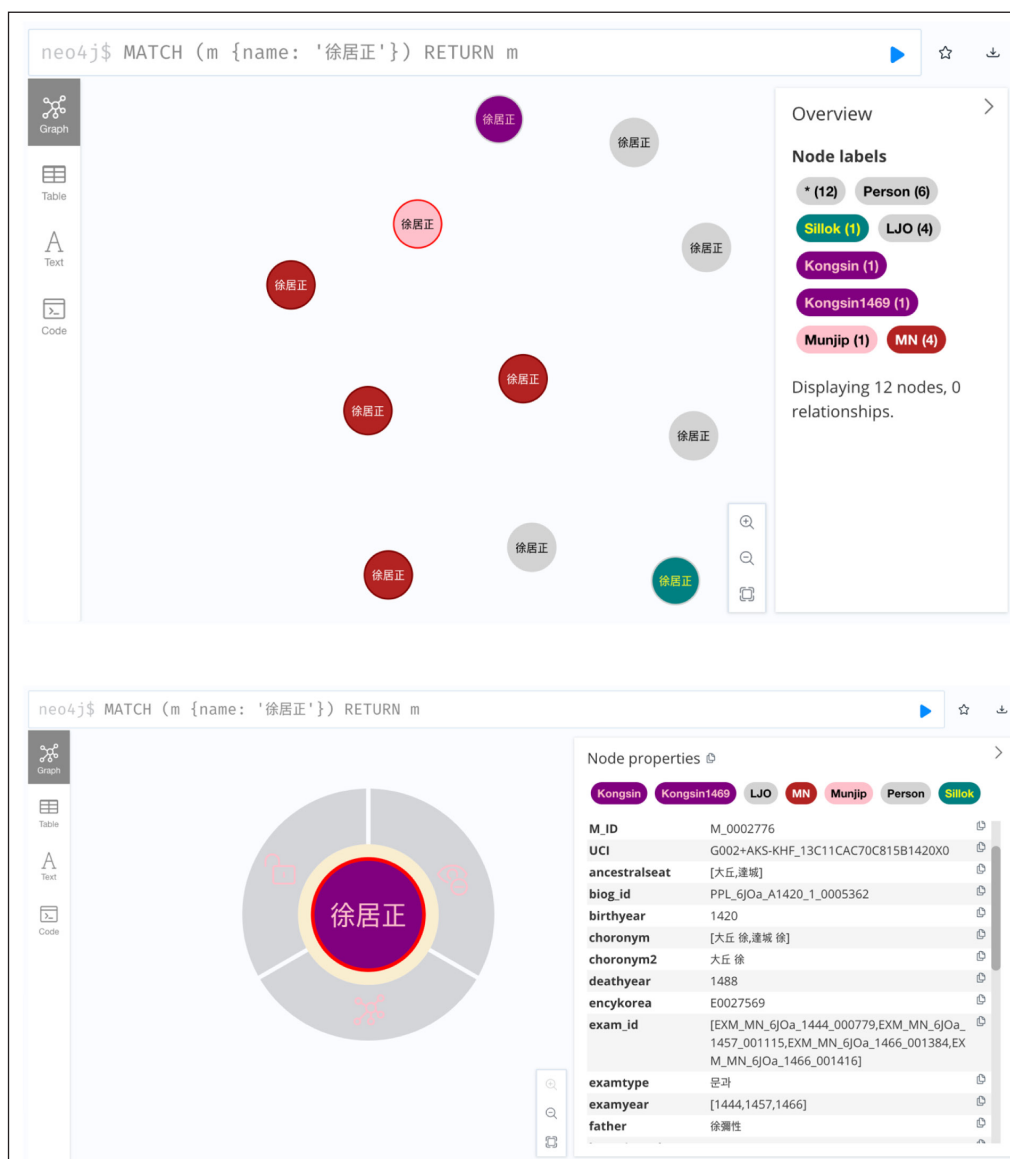 neo4j$ MATCH (m {name: '徐居正'}) RETURN m
Graph
Table
A
Text
Code
徐居正
徐居正
徐居正
徐居正
徐居正
徐居正
徐居正
徐居正
徐居正
徐居正
徐居正
Overview
Node labels
* (12) Person (6)
Sillok (1) LJO (4)
Kongsin (1)
Kongsin1469 (1)
Munjip (1) MN (4)
Displaying 12 nodes, 0
relationships.
neo4j$ MATCH (m {name: '徐居正'}) RETURN m
Graph
Table
A
Text
Code
徐居正
Node properties
Kongsin Kongsin1469 LJO MN Munjip Person Sillok
M_ID M_0002776
UCI G002+AKS-KHF_13C11CAC70C815B1420X0
ancestralseat [大丘,達城]
biog_id PPL_6JOa_A1420_1_0005362
birthyear 1420
choronym [大丘 徐,達城 徐]
choronym2 大丘 徐
deathyear 1488
encykorea E0027569
exam_id [EXM_MN_6JOa_1444_000779,EXM_MN_6JOa_
1457_001115,EXM_MN_6JOa_1466_001384,EX
M_MN_6JOa_1466_001416]
examtype 문과
examyear [1444,1457,1466]
father 徐彌性